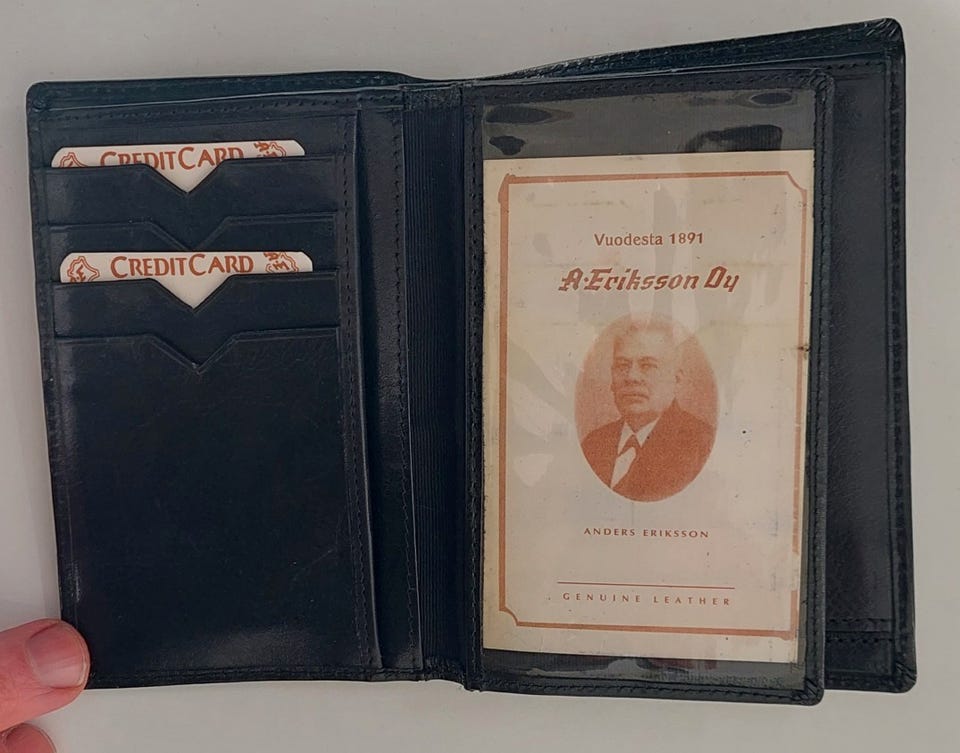 CREDITCARD
CREDITCARD
Vuodesta 1891
A.Eriksson Oy
ANDERS ERIKSSON
GENUINE LEATHER